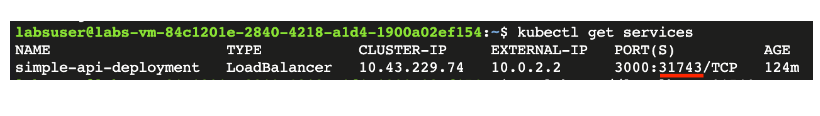 labsuser@labs-vm-84c1201e-2840-4218-a1d4-1900a02ef154:~$ kubectl get services
NAME TYPE CLUSTER-IP EXTERNAL-IP PORT(S) AGE
simple-api-deployment LoadBalancer 10.43.229.74 10.0.2.2 3000:31743/TCP 124m